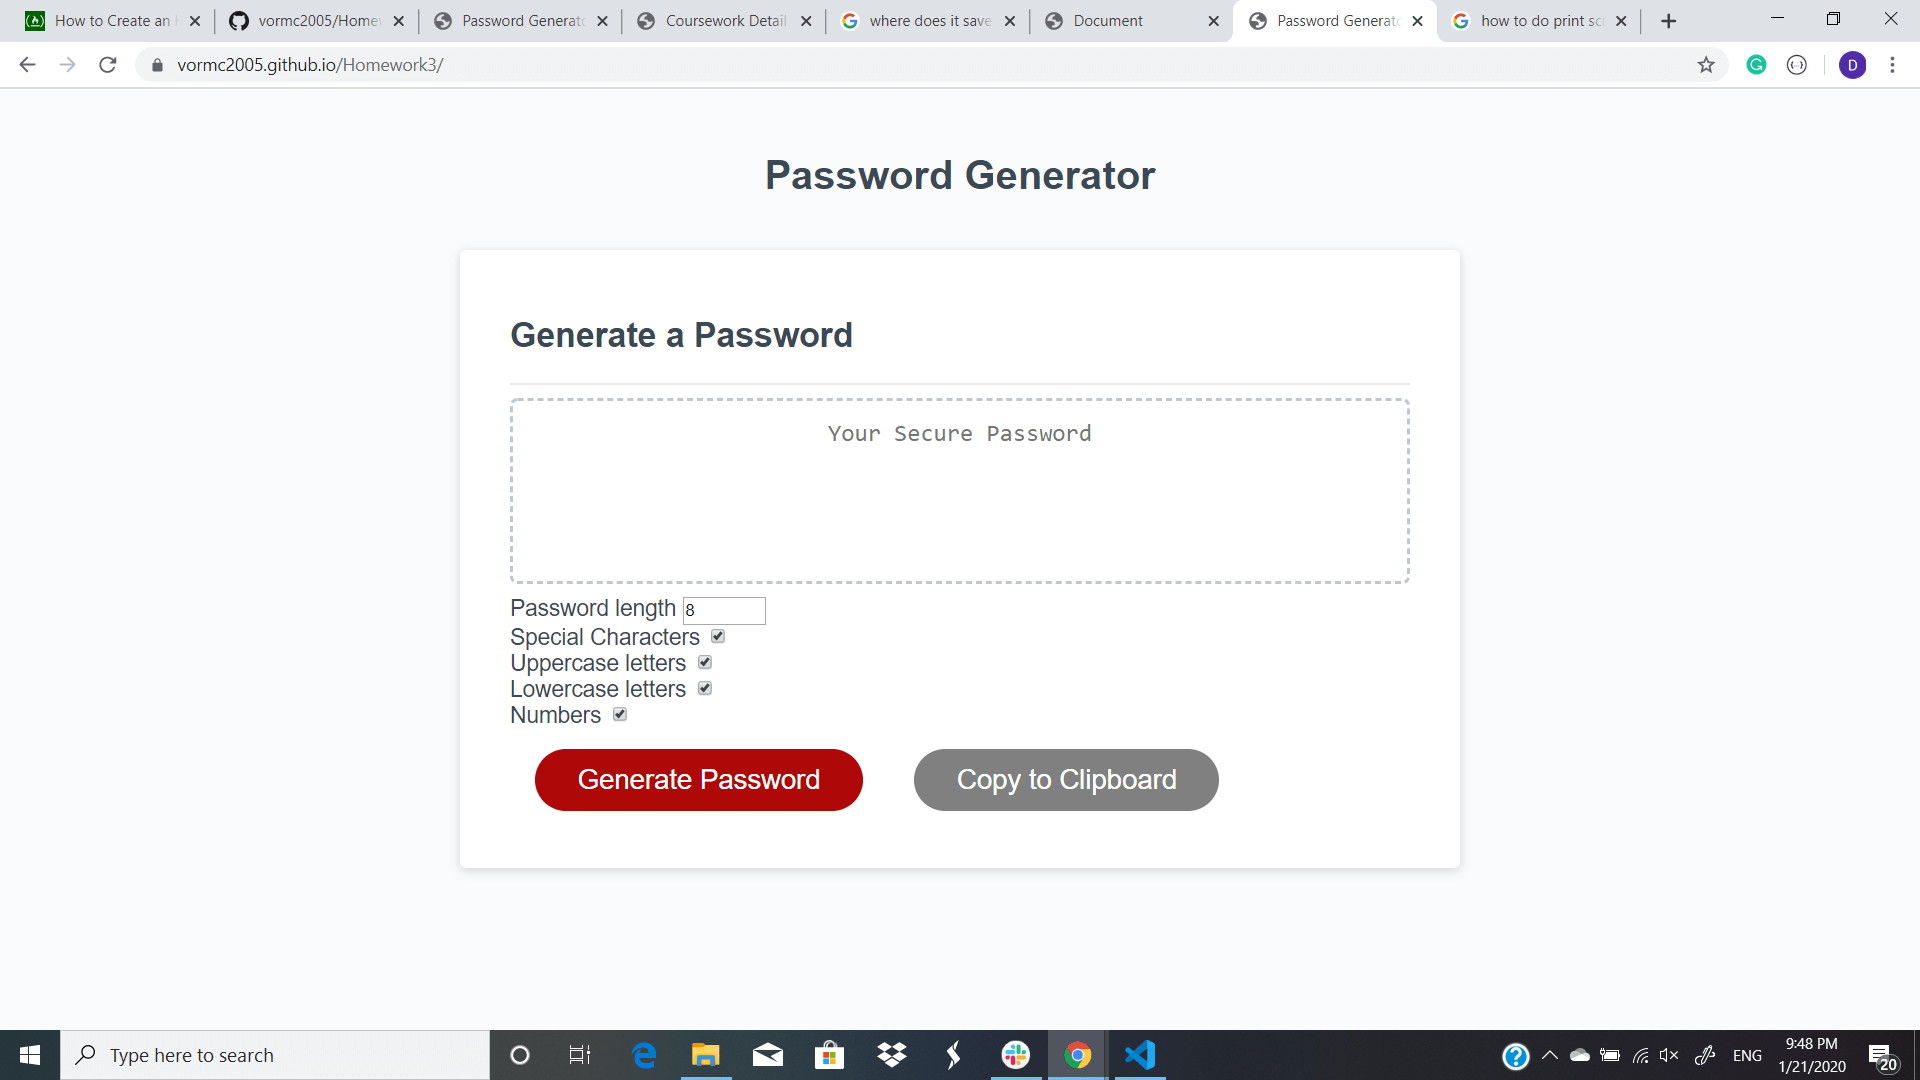 How to Create an
vormc2005/Home
Password Generato
Coursework Detail
where does it save
Document
Password Generato
how to do print sc
vormc2005.github.io/Homework3/
D
Password Generator
Generate a Password
Your Secure Password
Password length 8
Special Characters
Uppercase letters
Lowercase letters
Numbers
Generate Password
Copy to Clipboard
Type here to search
ENG
9:48 PM
1/21/2020
20